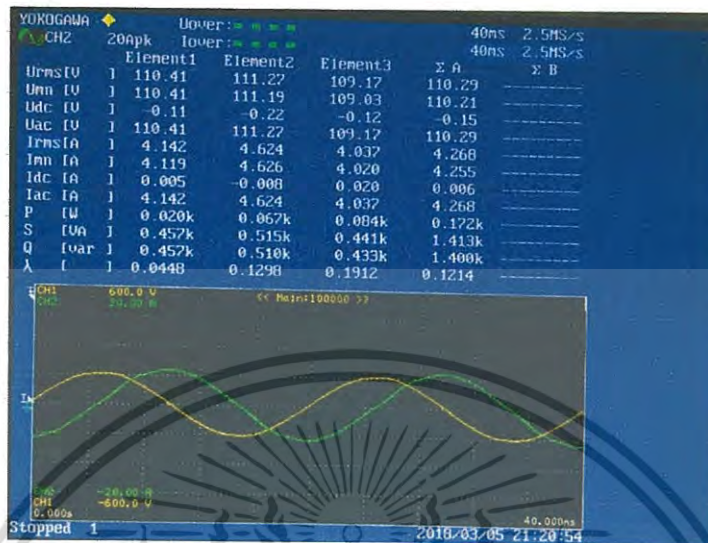 YOKOGAWA
Uover:
40ms 2.5MS/s
CH2 20Apk Iover:
40ms 2.5MS/s
Element1 Element2 Element3 Σ A Σ B
Urms[V ] 110.41 111.27 109.17 110.29
Umn [V ] 110.41 111.19 109.03 110.21
Udc [V ] -0.11 -0.22 -0.12 -0.15
Uac [V ] 110.41 111.27 109.17 110.29
Irms[A ] 4.142 4.624 4.037 4.268
Imn [A ] 4.119 4.626 4.020 4.255
Idc [A ] 0.005 -0.008 0.020 0.006
Iac [A ] 4.142 4.624 4.037 4.268
P [W ] 0.020k 0.067k 0.084k 0.172k
S [VA ] 0.457k 0.515k 0.441k 1.413k
Q [var ] 0.457k 0.510k 0.433k 1.400k
λ [ ] 0.0448 0.1298 0.1912 0.1214
CH1 600.0 V << Main:100000 >>
CH2 20.00 A
CH2 -20.00 A
CH1 -600.0 V
0.000s 40.000ms
Stopped 1 2018/03/05 21:20:54